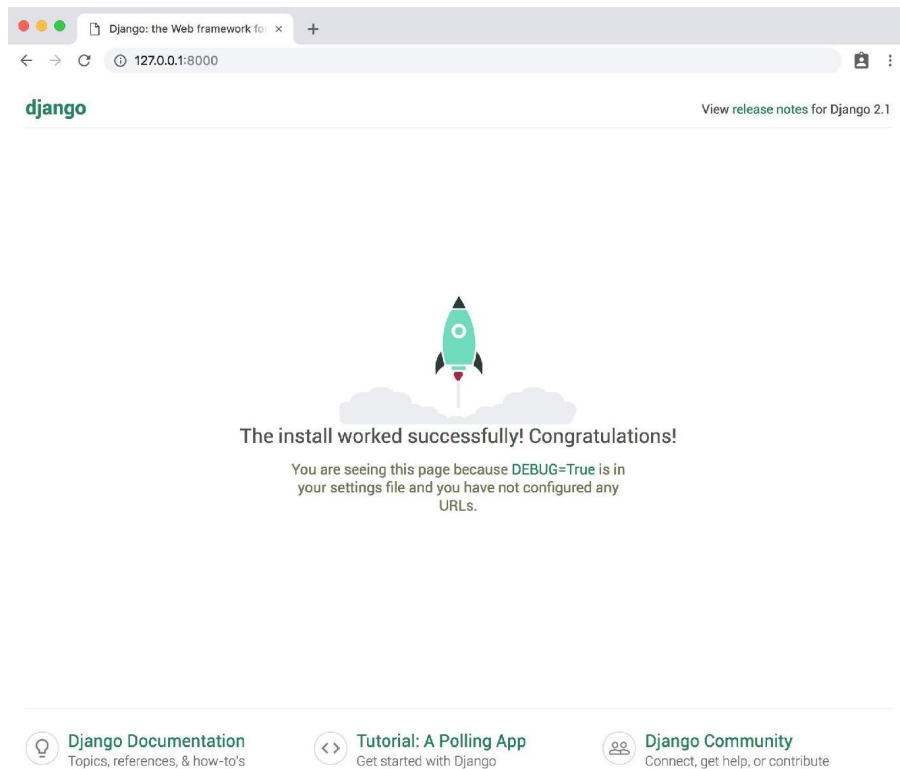 Django: the Web framework fo
127.0.0.1:8000
django
View release notes for Django 2.1
The install worked successfully! Congratulations!
You are seeing this page because DEBUG=True is in
your settings file and you have not configured any
URLs.
Django Documentation
Topics, references, & how-to's
Tutorial: A Polling App
Get started with Django
Django Community
Connect, get help, or contribute